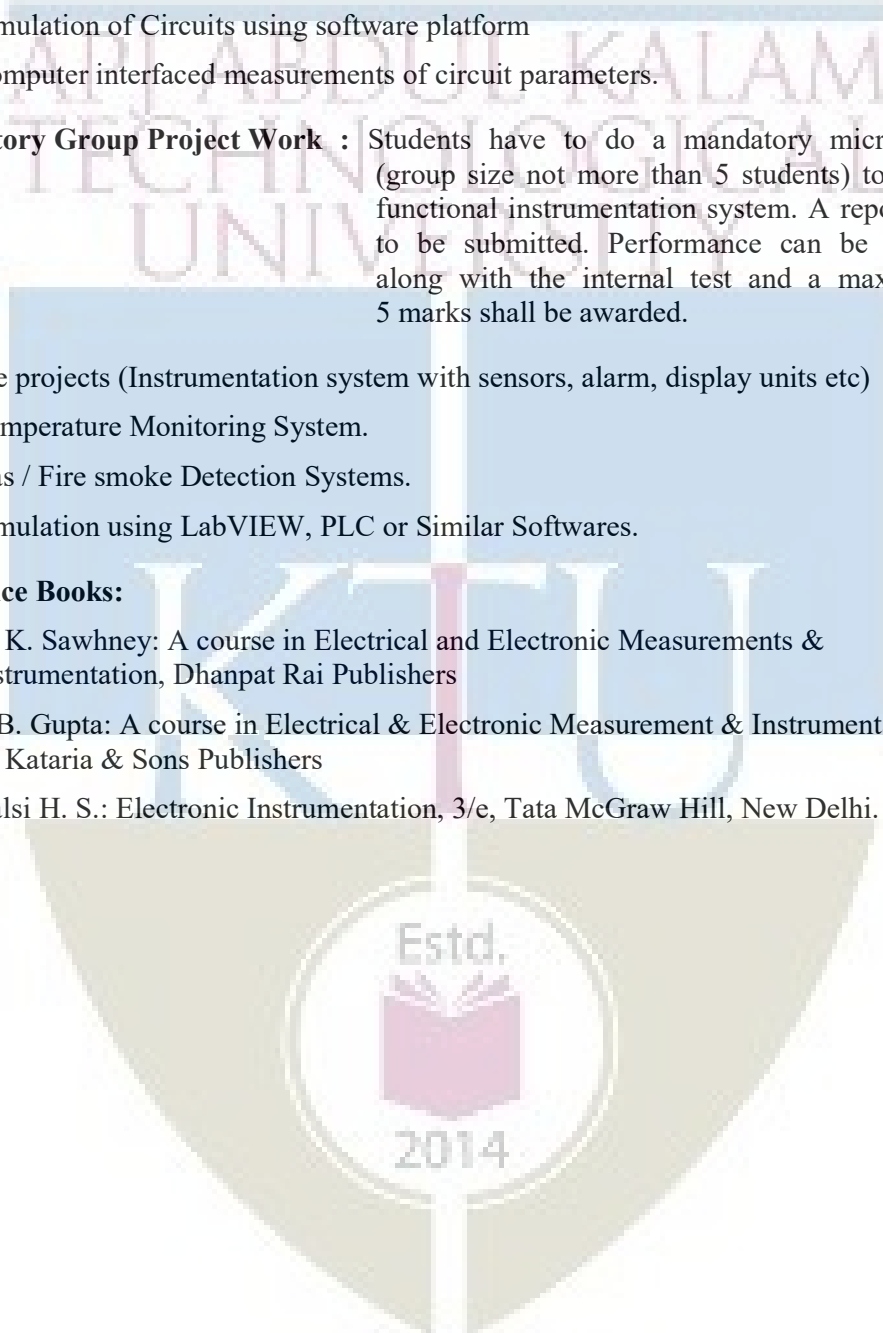 APJ ABDUL KALAM
TECHNOLOGICAL
UNIVERSITY
mulation of Circuits using software platform
omputer interfaced measurements of circuit parameters.
tory Group Project Work : Students have to do a mandatory micr
(group size not more than 5 students) to
functional instrumentation system. A repo
to be submitted. Performance can be
along with the internal test and a max
5 marks shall be awarded.
e projects (Instrumentation system with sensors, alarm, display units etc)
mperature Monitoring System.
as / Fire smoke Detection Systems.
mulation using LabVIEW, PLC or Similar Softwares.
KTU
ce Books:
K. Sawhney: A course in Electrical and Electronic Measurements &
strumentation, Dhanpat Rai Publishers
B. Gupta: A course in Electrical & Electronic Measurement & Instrument
Kataria & Sons Publishers
alsi H. S.: Electronic Instrumentation, 3/e, Tata McGraw Hill, New Delhi.
Estd.
2014